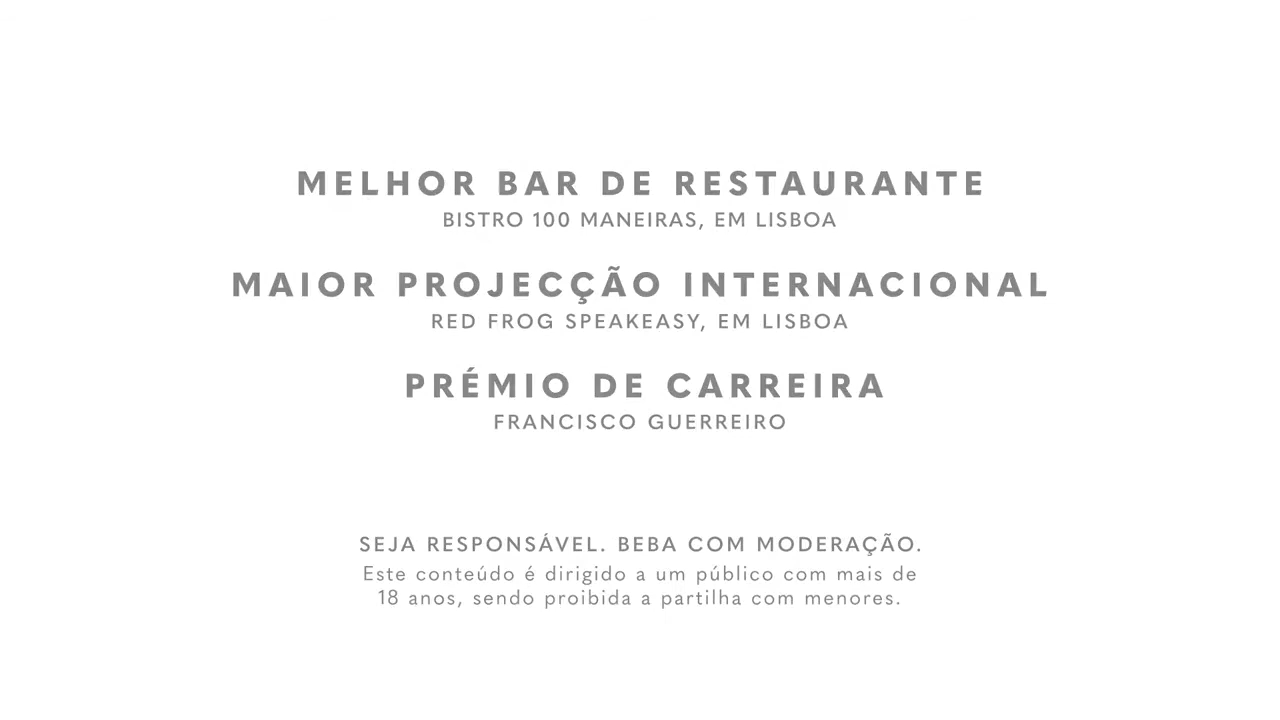 MELHOR BAR DE RESTAURANTE
BISTRO 100 MANEIRAS, EM LISBOA
MAIOR PROJECÇÃO INTERNACIONAL
RED FROG SPEAKEASY, EM LISBOA
PRÉMIO DE CARREIRA
FRANCISCO GUERREIRO
SEJA RESPONSÁVEL. BEBA COM MODERAÇÃO.
Este conteúdo é dirigido a um público com mais de
18 anos, sendo proibida a partilha com menores.